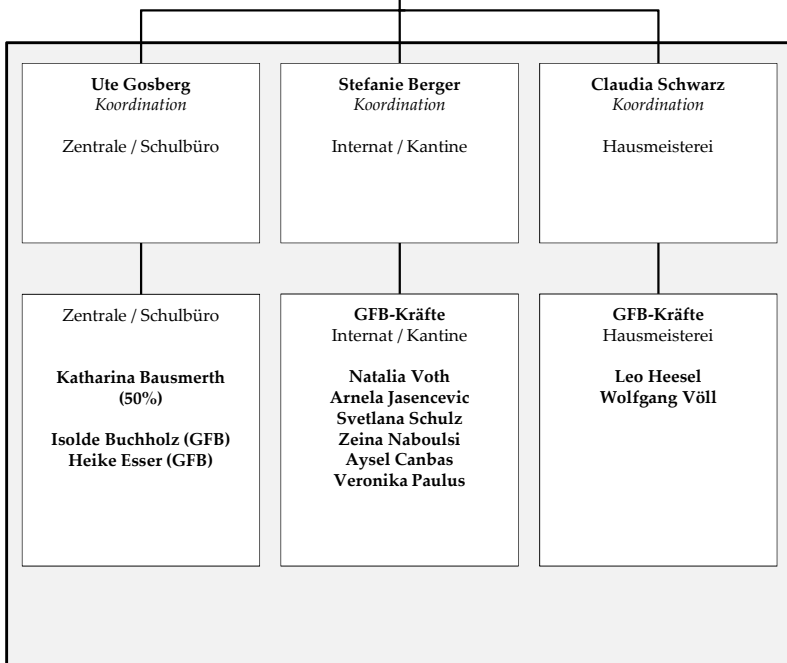 Ute Gosberg
Koordination
Zentrale / Schulbüro
Stefanie Berger
Koordination
Internat / Kantine
Claudia Schwarz
Koordination
Hausmeisterei
Zentrale / Schulbüro
Katharina Bausmerth
(50%)
Isolde Buchholz (GFB)
Heike Esser (GFB)
GFB-Kräfte
Internat / Kantine
Natalia Voth
Arnela Jasencevic
Svetlana Schulz
Zeina Naboulsi
Aysel Canbas
Veronika Paulus
GFB-Kräfte
Hausmeisterei
Leo Heesel
Wolfgang Völl